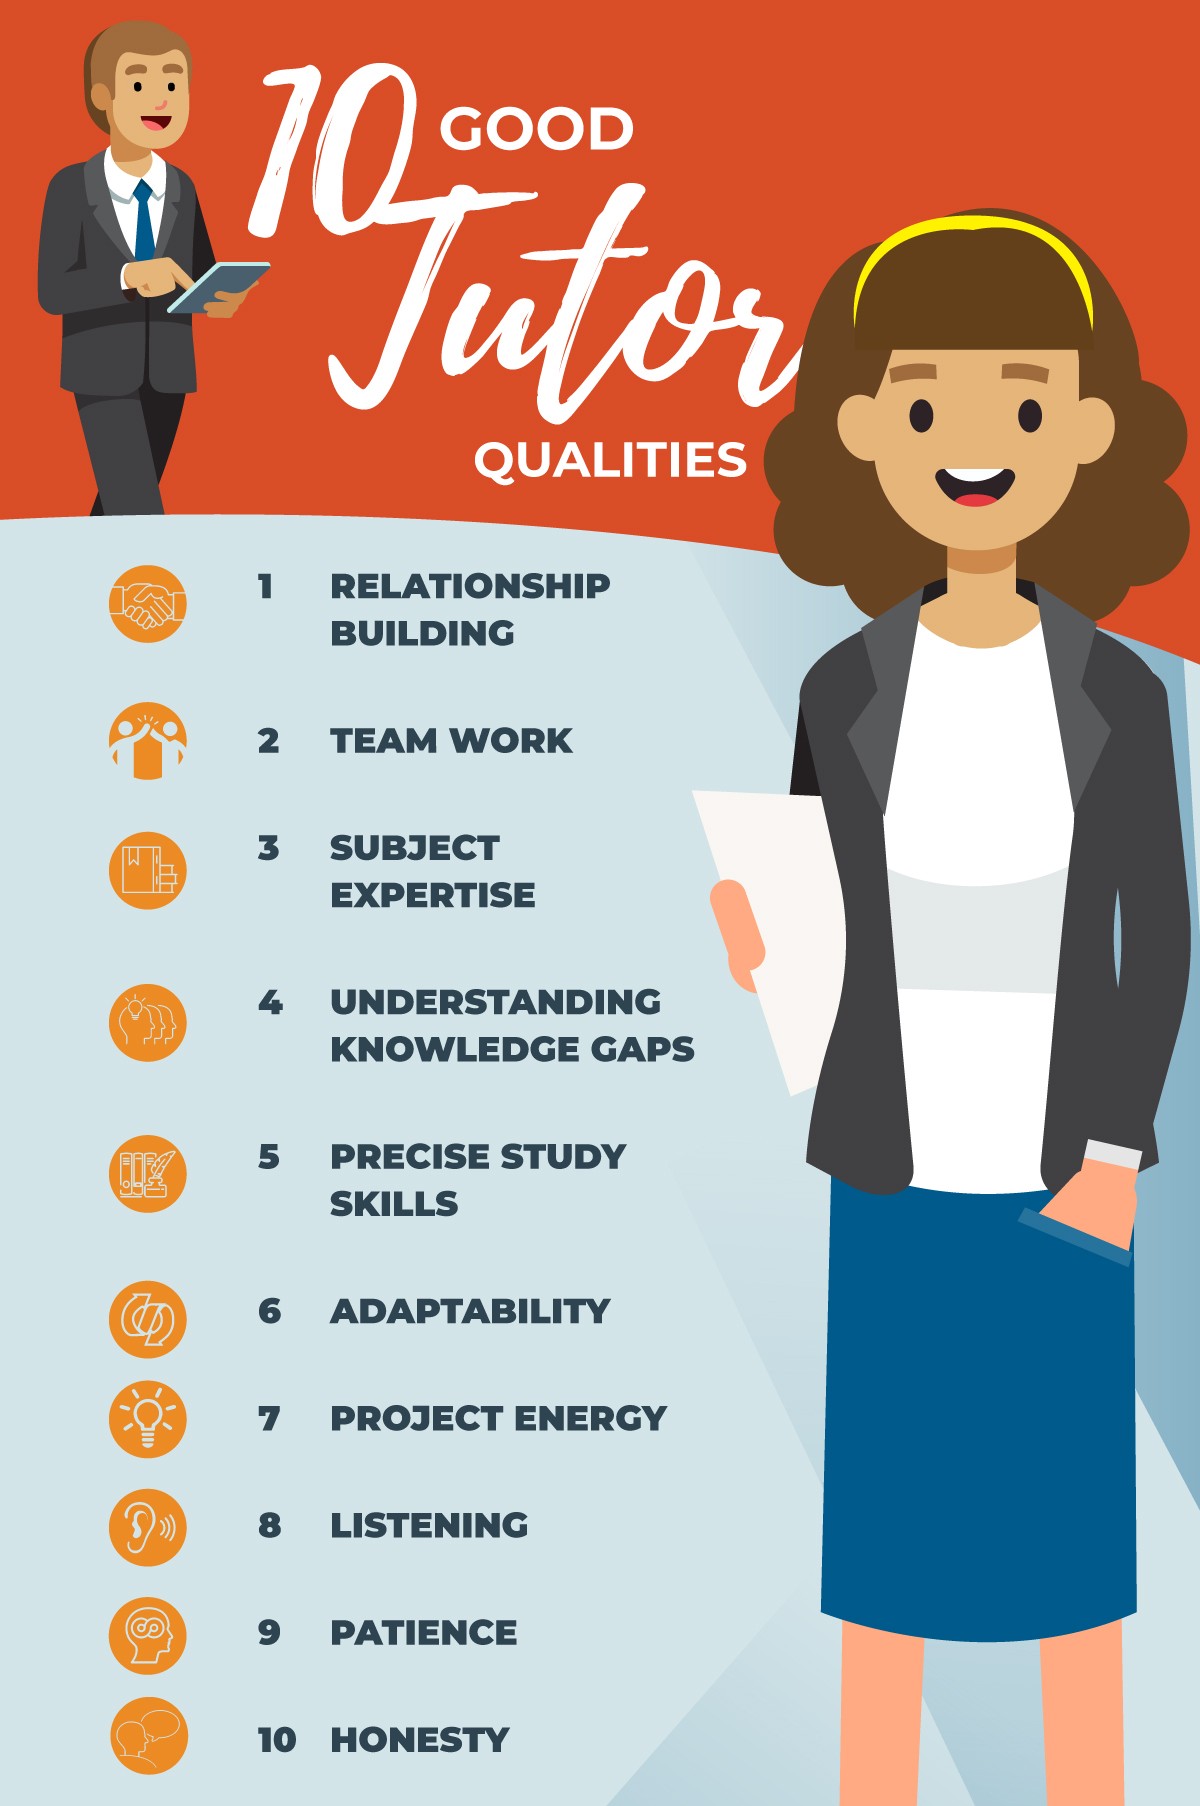 10 GOOD
Tutor
QUALITIES
1 RELATIONSHIP
BUILDING
2 TEAM WORK
3 SUBJECT
EXPERTISE
4 UNDERSTANDING
KNOWLEDGE GAPS
5 PRECISE STUDY
SKILLS
6 ADAPTABILITY
7 PROJECT ENERGY
8 LISTENING
9 PATIENCE
10 HONESTY